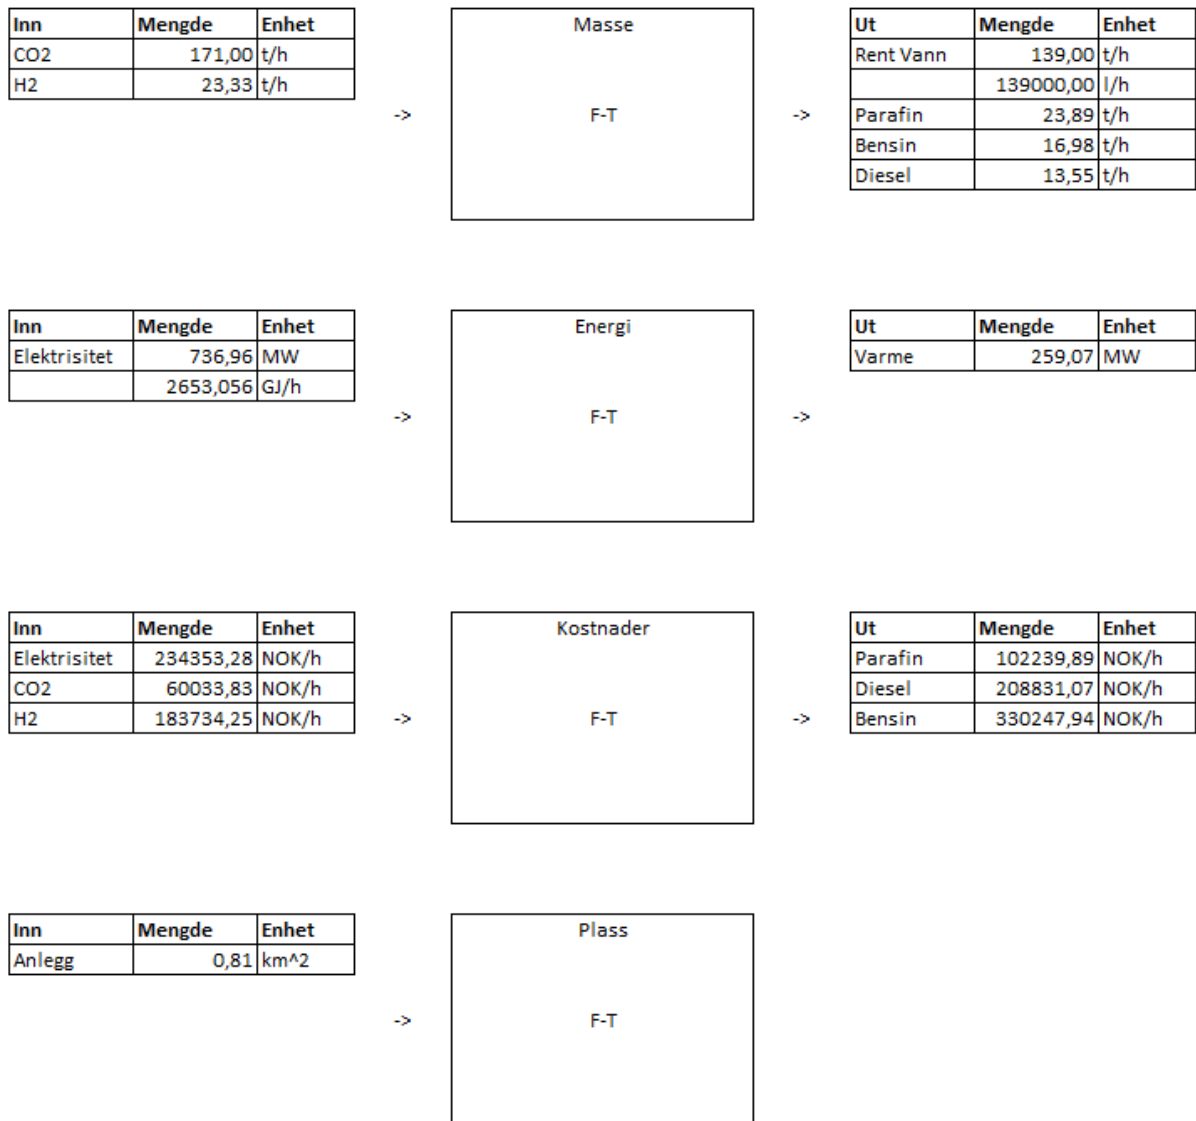 Inn Mengde Enhet Masse Ut Mengde Enhet
CO2 171,00 t/h Rent Vann 139,00 t/h
H2 23,33 t/h 139000,00 l/h
-> F-T -> Parafin 23,89 t/h
Bensin 16,98 t/h
Diesel 13,55 t/h
Inn Mengde Enhet Energi Ut Mengde Enhet
Elektrisitet 736,96 MW Varme 259,07 MW
2653,056 GJ/h
-> F-T ->
Inn Mengde Enhet Kostnader Ut Mengde Enhet
Elektrisitet 234353,28 NOK/h Parafin 102239,89 NOK/h
CO2 60033,83 NOK/h Diesel 208831,07 NOK/h
H2 183734,25 NOK/h -> F-T -> Bensin 330247,94 NOK/h
Inn Mengde Enhet Plass
Anlegg 0,81 km^2
-> F-T